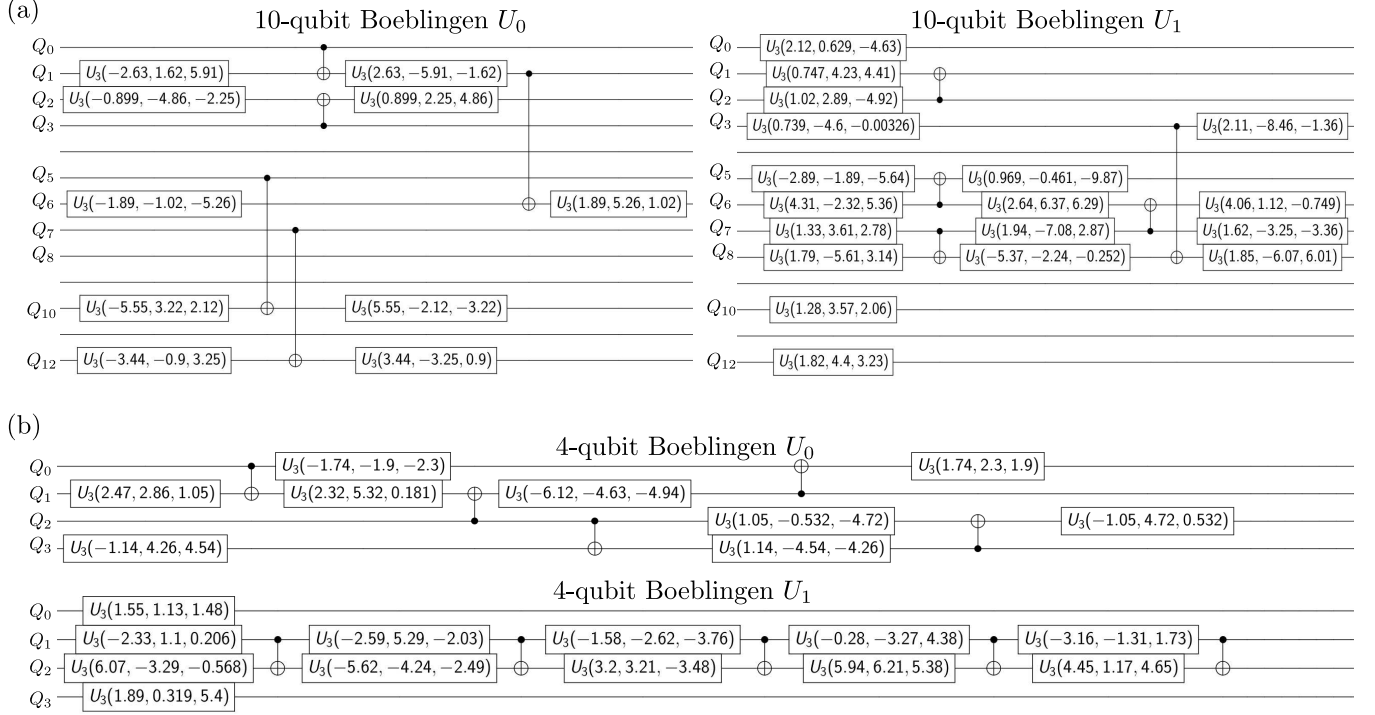 (a)
10-qubit Boeblingen U₀
Q₀
Q₁ U₃(−2.63, 1.62, 5.91) U₃(2.63, −5.91, −1.62)
Q₂ U₃(−0.899, −4.86, −2.25) U₃(0.899, 2.25, 4.86)
Q₃
Q₅
Q₆ U₃(−1.89, −1.02, −5.26) U₃(1.89, 5.26, 1.02)
Q₇
Q₈
Q₁₀ U₃(−5.55, 3.22, 2.12) U₃(5.55, −2.12, −3.22)
Q₁₂ U₃(−3.44, −0.9, 3.25) U₃(3.44, −3.25, 0.9)
10-qubit Boeblingen U₁
Q₀ U₃(2.12, 0.629, −4.63)
Q₁ U₃(0.747, 4.23, 4.41)
Q₂ U₃(1.02, 2.89, −4.92)
Q₃ U₃(0.739, −4.6, −0.00326) U₃(2.11, −8.46, −1.36)
Q₅ U₃(−2.89, −1.89, −5.64) U₃(0.969, −0.461, −9.87)
Q₆ U₃(4.31, −2.32, 5.36) U₃(2.64, 6.37, 6.29) U₃(4.06, 1.12, −0.749)
Q₇ U₃(1.33, 3.61, 2.78) U₃(1.94, −7.08, 2.87) U₃(1.62, −3.25, −3.36)
Q₈ U₃(1.79, −5.61, 3.14) U₃(−5.37, −2.24, −0.252) U₃(1.85, −6.07, 6.01)
Q₁₀ U₃(1.28, 3.57, 2.06)
Q₁₂ U₃(1.82, 4.4, 3.23)
(b)
4-qubit Boeblingen U₀
Q₀ U₃(−1.74, −1.9, −2.3) U₃(1.74, 2.3, 1.9)
Q₁ U₃(2.47, 2.86, 1.05) U₃(2.32, 5.32, 0.181) U₃(−6.12, −4.63, −4.94)
Q₂ U₃(1.05, −0.532, −4.72) U₃(−1.05, 4.72, 0.532)
Q₃ U₃(−1.14, 4.26, 4.54) U₃(1.14, −4.54, −4.26)
4-qubit Boeblingen U₁
Q₀ U₃(1.55, 1.13, 1.48)
Q₁ U₃(−2.33, 1.1, 0.206) U₃(−2.59, 5.29, −2.03) U₃(−1.58, −2.62, −3.76) U₃(−0.28, −3.27, 4.38) U₃(−3.16, −1.31, 1.73)
Q₂ U₃(6.07, −3.29, −0.568) U₃(−5.62, −4.24, −2.49) U₃(3.2, 3.21, −3.48) U₃(5.94, 6.21, 5.38) U₃(4.45, 1.17, 4.65)
Q₃ U₃(1.89, 0.319, 5.4)